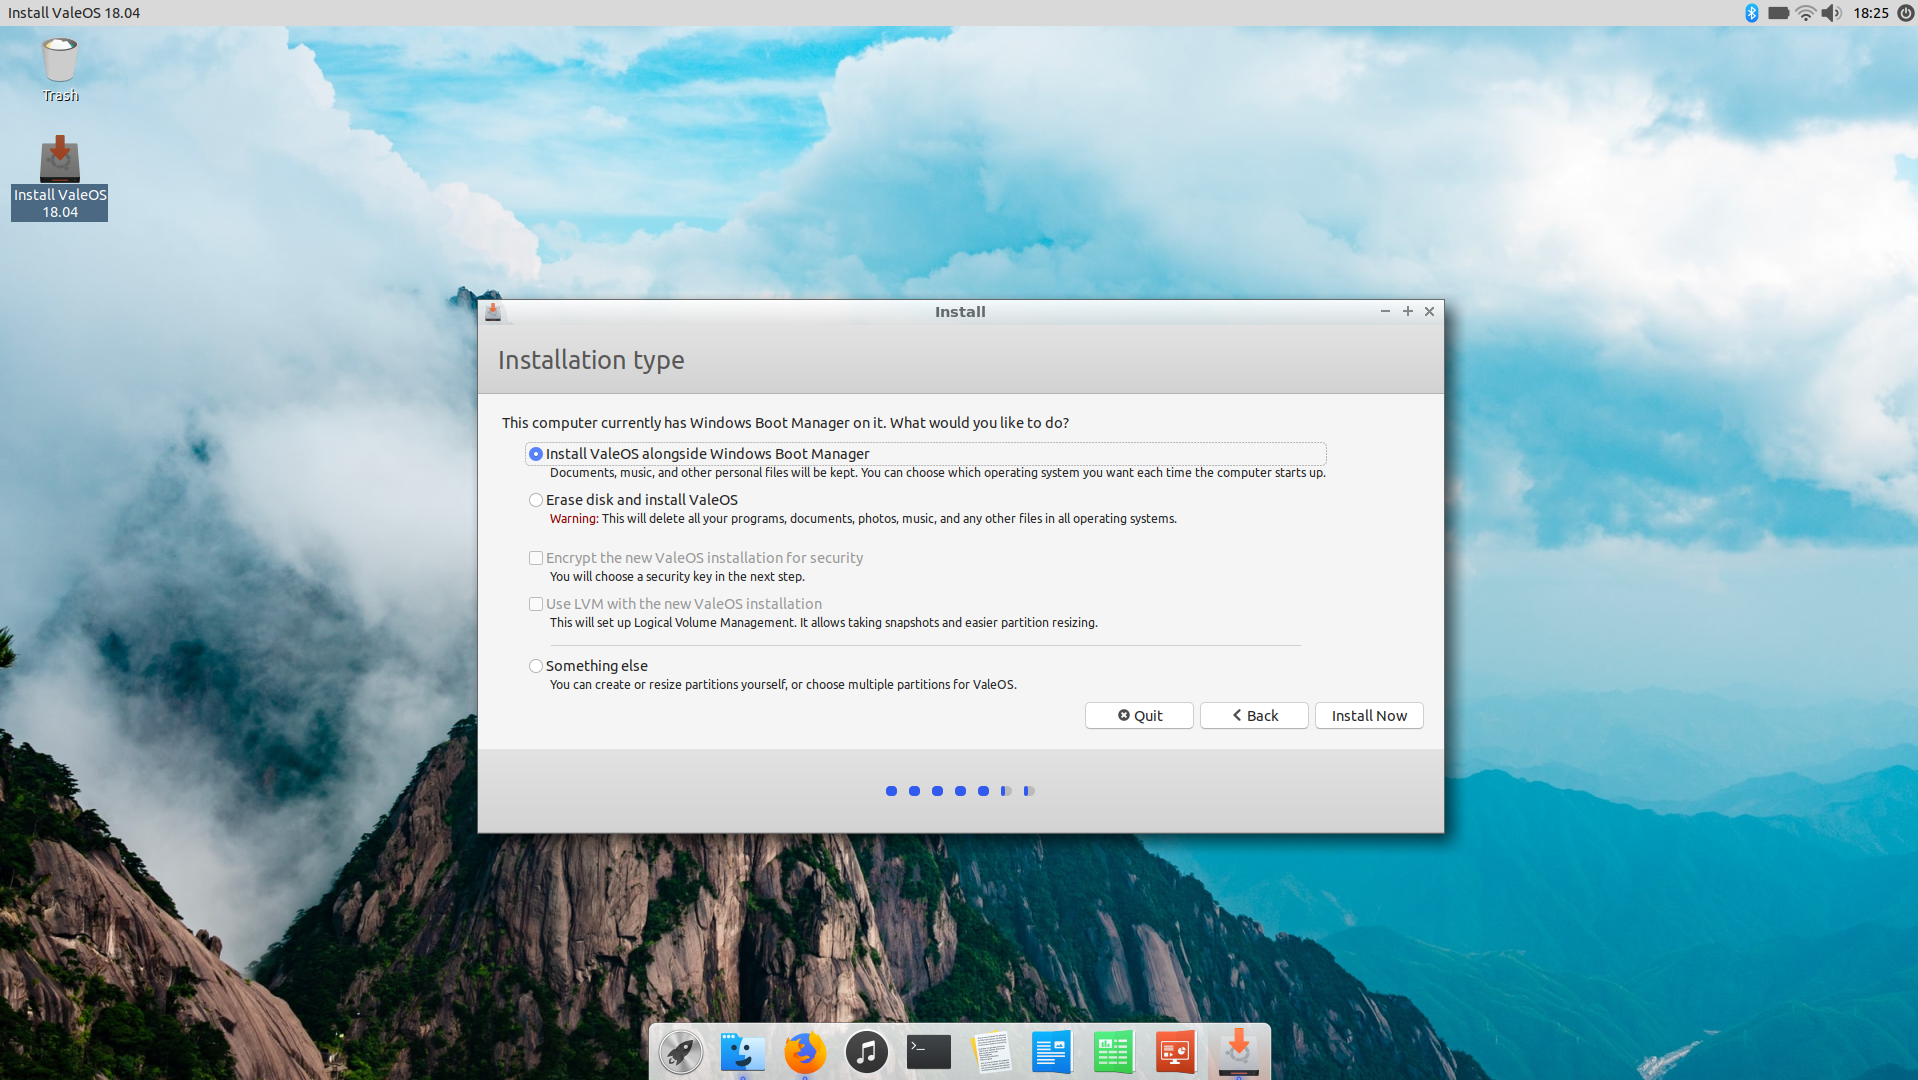 Install ValeOS 18.04
18:25
Trash
Install ValeOS
18.04
Install
Installation type
This computer currently has Windows Boot Manager on it. What would you like to do?
Install ValeOS alongside Windows Boot Manager
Documents, music, and other personal files will be kept. You can choose which operating system you want each time the computer starts up.
Erase disk and install ValeOS
Warning: This will delete all your programs, documents, photos, music, and any other files in all operating systems.
Encrypt the new ValeOS installation for security
You will choose a security key in the next step.
Use LVM with the new ValeOS installation
This will set up Logical Volume Management. It allows taking snapshots and easier partition resizing.
Something else
You can create or resize partitions yourself, or choose multiple partitions for ValeOS.
Quit
Back
Install Now